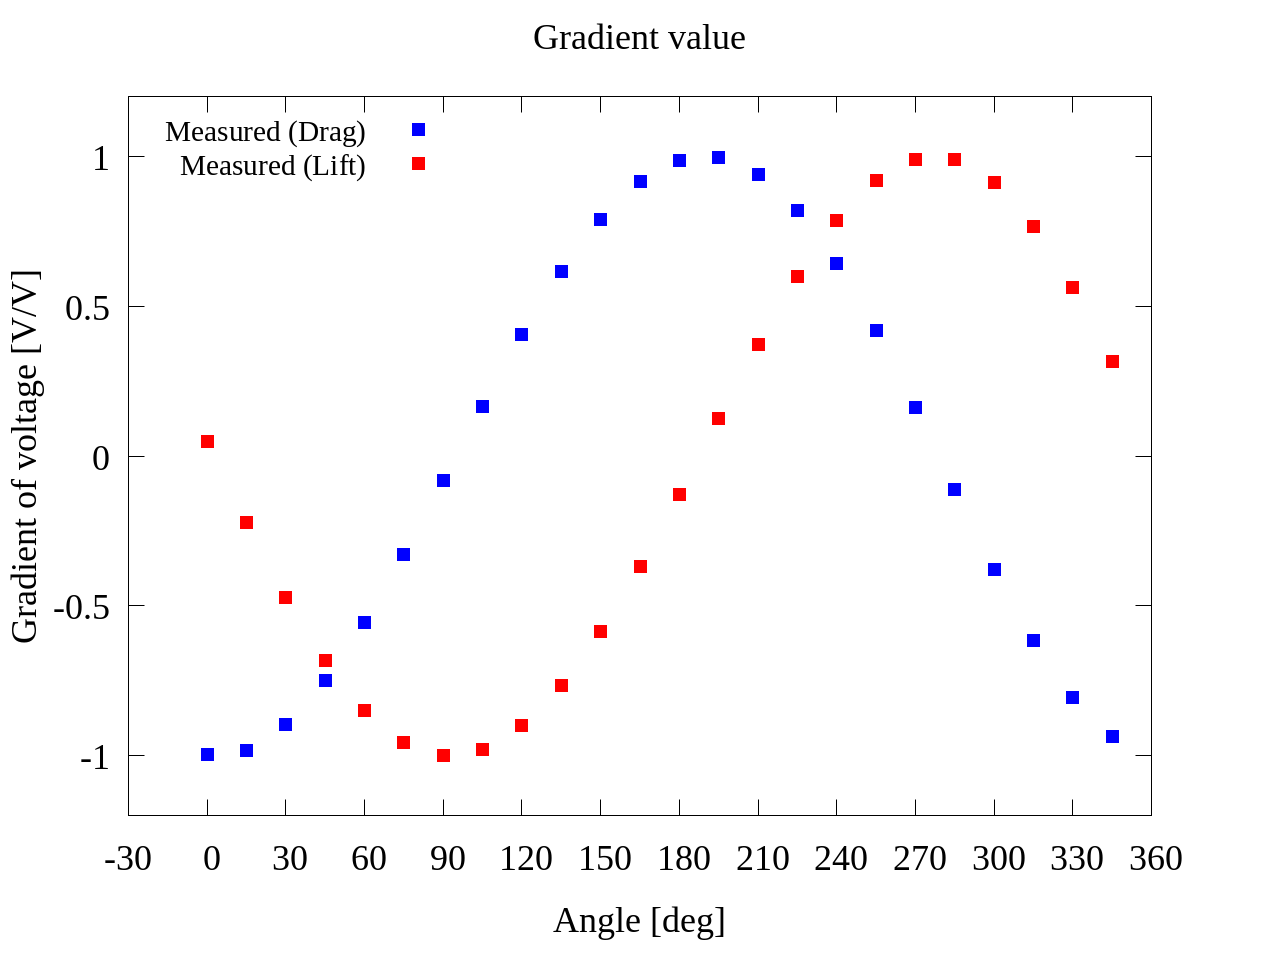 Gradient value
Measured (Drag)
Measured (Lift)
1
0.5
0
-0.5
-1
Gradient of voltage [V/V]
-30 0 30 60 90 120 150 180 210 240 270 300 330 360
Angle [deg]